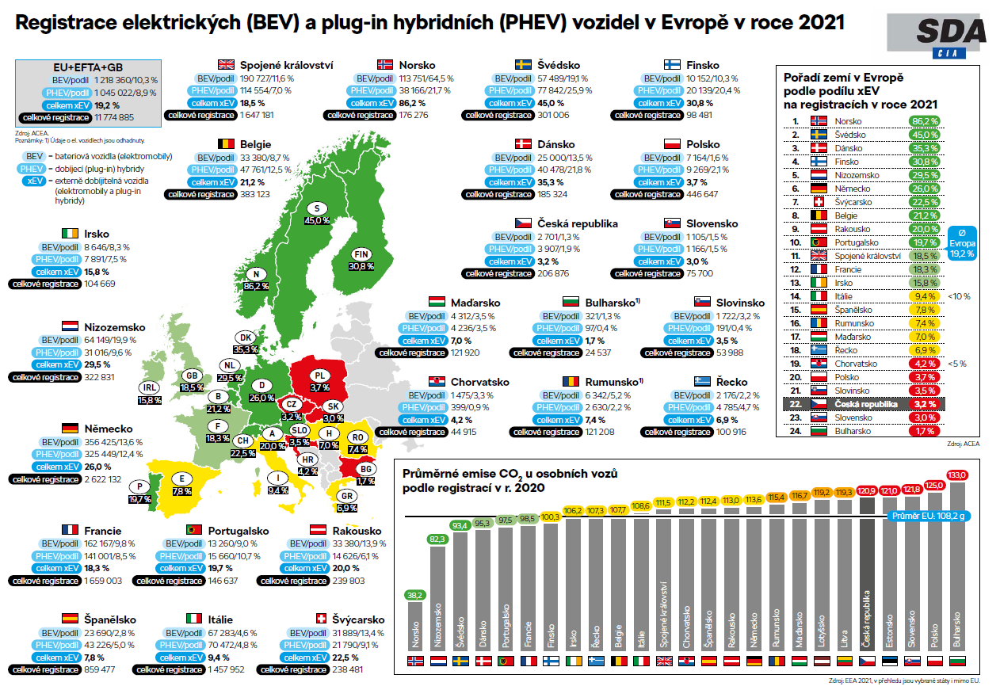 Registrace elektrických (BEV) a plug-in hybridních (PHEV) vozidel v Evropě v roce 2021
SDA
CIA
EU+EFTA+GB
BEV/podíl 1 218 360/10,3 %
PHEV/podíl 1 045 022/8,9 %
celkem xEV 19,2 %
celkové registrace 11 774 885
Zdroj: ACEA.
Poznámky: 1) Údaje o el. vozidlech jsou odhadnuty.
BEV = bateriová vozidla (elektromobily)
PHEV = dobíjecí (plug-in) hybridy
xEV = externě dobíjitelná vozidla
(elektromobily a plug-in
hybridy)
Spojené království
BEV/podíl 190 727/11,6 %
PHEV/podíl 114 554/7,0 %
celkem xEV 18,5 %
celkové registrace 1 647 181
Norsko
BEV/podíl 113 751/64,5 %
PHEV/podíl 38 166/21,7 %
celkem xEV 86,2 %
celkové registrace 176 276
Švédsko
BEV/podíl 57 489/19,1 %
PHEV/podíl 77 842/25,9 %
celkem xEV 45,0 %
celkové registrace 301 006
Finsko
BEV/podíl 10 152/10,3 %
PHEV/podíl 20 139/20,4 %
celkem xEV 30,8 %
celkové registrace 98 481
Belgie
BEV/podíl 33 380/8,7 %
PHEV/podíl 47 761/12,5 %
celkem xEV 21,2 %
celkové registrace 383 123
Dánsko
BEV/podíl 25 000/13,5 %
PHEV/podíl 40 478/21,8 %
celkem xEV 35,3 %
celkové registrace 185 324
Polsko
BEV/podíl 7 164/1,6 %
PHEV/podíl 9 269/2,1 %
celkem xEV 3,7 %
celkové registrace 446 647
Irsko
BEV/podíl 8 646/8,3 %
PHEV/podíl 7 891/7,5 %
celkem xEV 15,8 %
celkové registrace 104 669
Česká republika
BEV/podíl 2 701/1,3 %
PHEV/podíl 3 907/1,9 %
celkem xEV 3,2 %
celkové registrace 206 876
Slovensko
BEV/podíl 1 105/1,5 %
PHEV/podíl 1 166/1,5 %
celkem xEV 3,0 %
celkové registrace 75 700
Nizozemsko
BEV/podíl 64 149/19,9 %
PHEV/podíl 31 016/9,6 %
celkem xEV 29,5 %
celkové registrace 322 831
Maďarsko
BEV/podíl 4 312/3,5 %
PHEV/podíl 4 236/3,5 %
celkem xEV 7,0 %
celkové registrace 121 920
Bulharsko1)
BEV/podíl 321/1,3 %
PHEV/podíl 97/0,4 %
celkem xEV 1,7 %
celkové registrace 24 537
Slovinsko
BEV/podíl 1 722/3,2 %
PHEV/podíl 191/0,4 %
celkem xEV 3,5 %
celkové registrace 53 988
Chorvatsko
BEV/podíl 1 475/3,3 %
PHEV/podíl 399/0,9 %
celkem xEV 4,2 %
celkové registrace 44 915
Rumunsko1)
BEV/podíl 6 342/5,2 %
PHEV/podíl 2 630/2,2 %
celkem xEV 7,4 %
celkové registrace 121 208
Řecko
BEV/podíl 2 176/2,2 %
PHEV/podíl 4 785/4,7 %
celkem xEV 6,9 %
celkové registrace 100 916
Německo
BEV/podíl 356 425/13,6 %
PHEV/podíl 325 449/12,4 %
celkem xEV 26,0 %
celkové registrace 2 622 132
S
45,0 %
FIN
30,8 %
N
86,2 %
DK
35,3 %
NL
29,5 %
GB
18,5 %
IRL
15,8 %
B
21,2 %
D
26,0 %
PL
3,7 %
CZ
3,2 %
SK
3,0 %
F
18,3 %
CH
22,5 %
A
20,0 %
SLO
3,5 %
H
7,0 %
RO
7,4 %
HR
4,2 %
BG
1,7 %
P
19,7 %
E
7,8 %
I
9,4 %
GR
6,9 %
Francie
BEV/podíl 162 167/9,8 %
PHEV/podíl 141 001/8,5 %
celkem xEV 18,3 %
celkové registrace 1 659 003
Portugalsko
BEV/podíl 13 260/9,0 %
PHEV/podíl 15 660/10,7 %
celkem xEV 19,7 %
celkové registrace 146 637
Rakousko
BEV/podíl 33 380/13,9 %
PHEV/podíl 14 626/6,1 %
celkem xEV 20,0 %
celkové registrace 239 803
Španělsko
BEV/podíl 23 690/2,8 %
PHEV/podíl 43 226/5,0 %
celkem xEV 7,8 %
celkové registrace 859 477
Itálie
BEV/podíl 67 283/4,6 %
PHEV/podíl 70 472/4,8 %
celkem xEV 9,4 %
celkové registrace 1 457 952
Švýcarsko
BEV/podíl 31 889/13,4 %
PHEV/podíl 21 790/9,1 %
celkem xEV 22,5 %
celkové registrace 238 481
Pořadí zemí v Evropě
podle podílu xEV
na registracích v roce 2021
1. Norsko 86,2 %
2. Švédsko 45,0 %
3. Dánsko 35,3 %
4. Finsko 30,8 %
5. Nizozemsko 29,5 %
6. Německo 26,0 %
7. Švýcarsko 22,5 %
8. Belgie 21,2 %
9. Rakousko 20,0 %
10. Portugalsko 19,7 %
Ø
Evropa
19,2 %
11. Spojené království 18,5 %
12. Francie 18,3 %
13. Irsko 15,8 %
14. Itálie 9,4 % <10 %
15. Španělsko 7,8 %
16. Rumunsko 7,4 %
17. Maďarsko 7,0 %
18. Řecko 6,9 %
19. Chorvatsko 4,2 % <5 %
20. Polsko 3,7 %
21. Slovinsko 3,5 %
22. Česká republika 3,2 %
23. Slovensko 3,0 %
24. Bulharsko 1,7 %
Zdroj: ACEA
Průměrné emise CO2 u osobních vozů
podle registrací v r. 2020
38,2 82,3 93,4 95,3 97,5 98,5 100,3 106,2 107,3 107,7 108,6 111,5 112,2 112,4 113,0 113,6 115,4 116,7 119,2 119,3 120,9 121,0 121,8 125,0 133,0
Průměr EU: 108,2 g
Norsko
Nizozemsko
Švédsko
Dánsko
Portugalsko
Francie
Finsko
Irsko
Řecko
Belgie
Itálie
Spojené království
Chorvatsko
Španělsko
Rakousko
Německo
Rumunsko
Maďarsko
Lotyšsko
Litva
Česká republika
Estonsko
Slovensko
Polsko
Bulharsko
Zdroj: EEA 2021, v přehledu jsou vybrané státy i mimo EU.